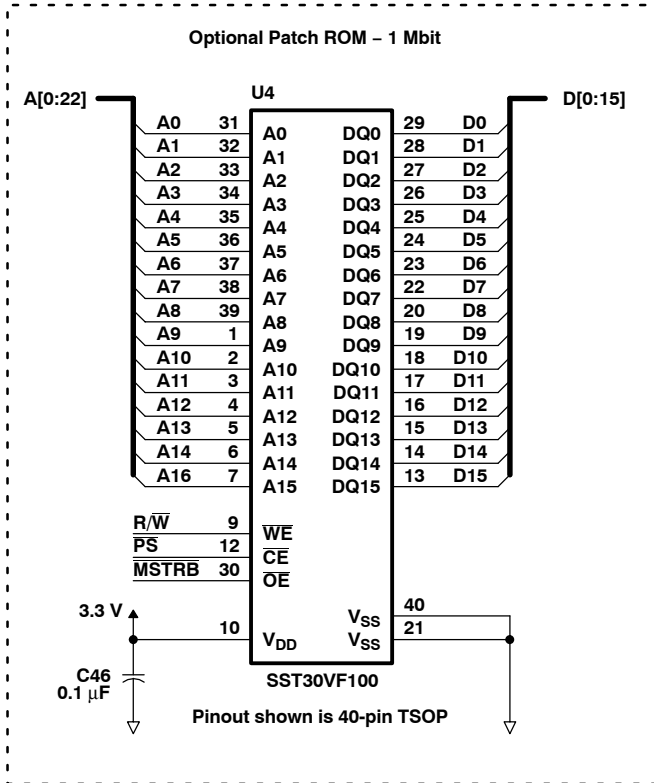 Optional Patch ROM – 1 Mbit
U4
A[0:22] D[0:15]
A0 31 A0 DQ0 29 D0
A1 32 A1 DQ1 28 D1
A2 33 A2 DQ2 27 D2
A3 34 A3 DQ3 26 D3
A4 35 A4 DQ4 25 D4
A5 36 A5 DQ5 24 D5
A6 37 A6 DQ6 23 D6
A7 38 A7 DQ7 22 D7
A8 39 A8 DQ8 20 D8
A9 1 A9 DQ9 19 D9
A10 2 A10 DQ10 18 D10
A11 3 A11 DQ11 17 D11
A12 4 A12 DQ12 16 D12
A13 5 A13 DQ13 15 D13
A14 6 A14 DQ14 14 D14
A16 7 A15 DQ15 13 D15
R/W̅ 9 W̅E̅
P̅S̅ 12 C̅E̅
M̅S̅T̅R̅B̅ 30 O̅E̅
3.3 V
VSS 40
10 VDD VSS 21
C46
0.1 μF
SST30VF100
Pinout shown is 40-pin TSOP